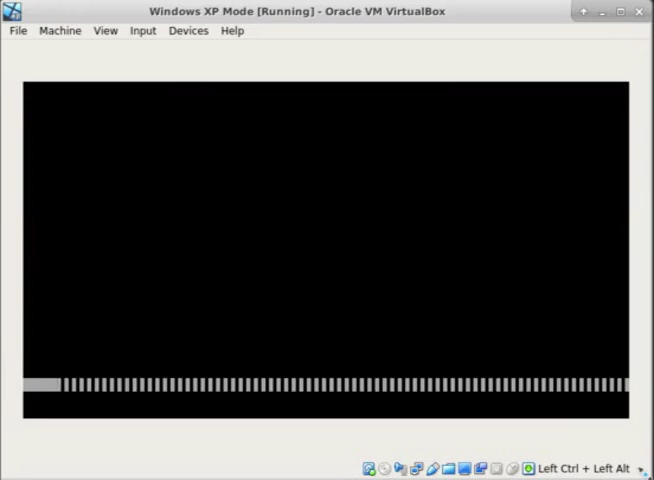 Windows XP Mode [Running] - Oracle VM VirtualBox
File Machine View Input Devices Help
Left Ctrl + Left Alt